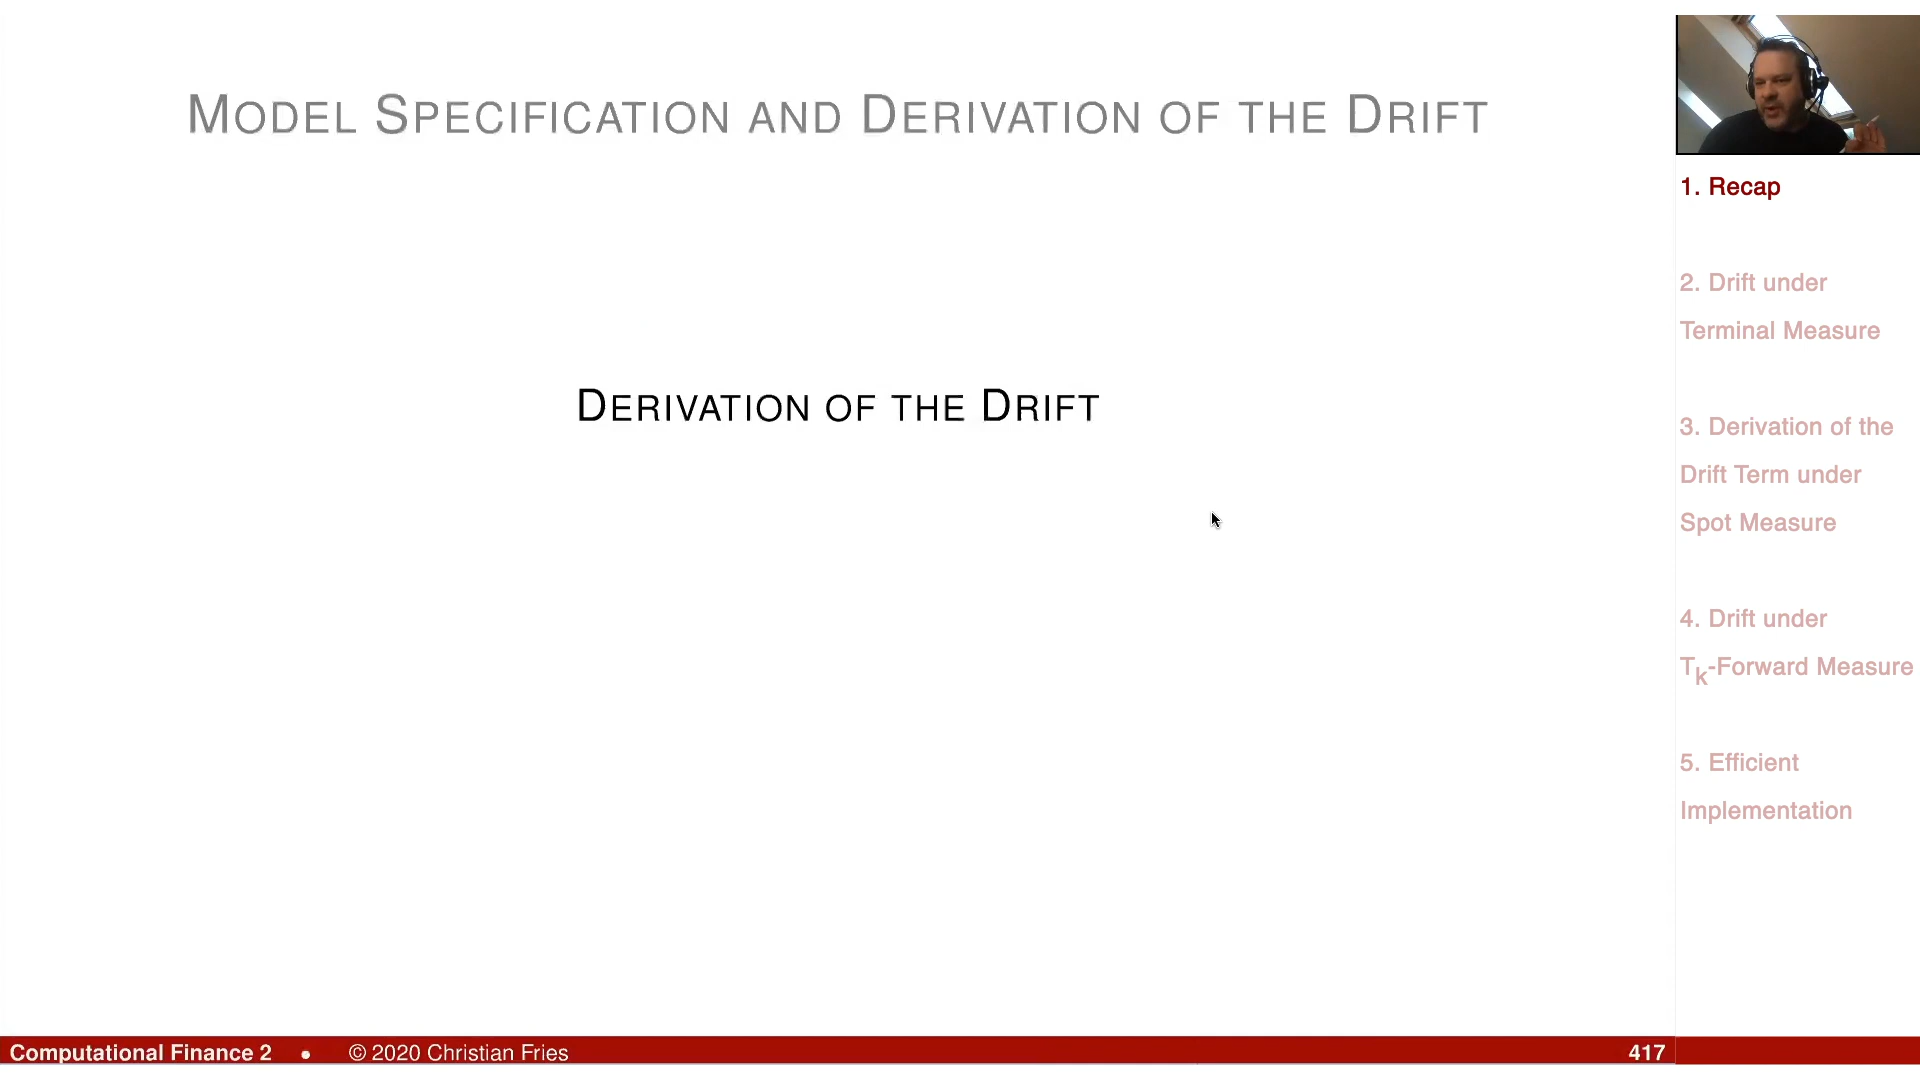 MODEL SPECIFICATION AND DERIVATION OF THE DRIFT
DERIVATION OF THE DRIFT
1. Recap
2. Drift under
Terminal Measure
3. Derivation of the
Drift Term under
Spot Measure
4. Drift under
Tk-Forward Measure
5. Efficient
Implementation
Computational Finance 2 • © 2020 Christian Fries
417